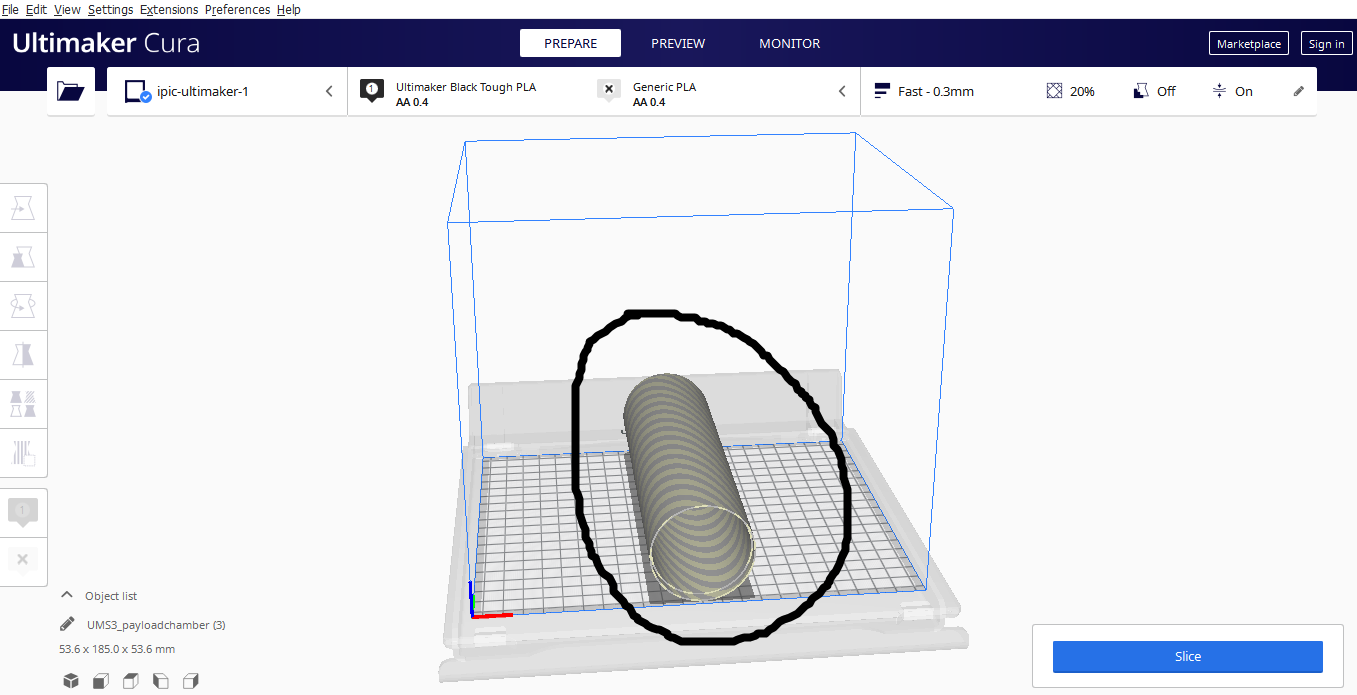 File Edit View Settings Extensions Preferences Help
Ultimaker Cura
PREPARE PREVIEW MONITOR
Marketplace Sign in
ipic-ultimaker-1
1 Ultimaker Black Tough PLA
AA 0.4
Generic PLA
AA 0.4
Fast - 0.3mm 20% Off On
1
Object list
UMS3_payloadchamber (3)
53.6 x 185.0 x 53.6 mm
Slice